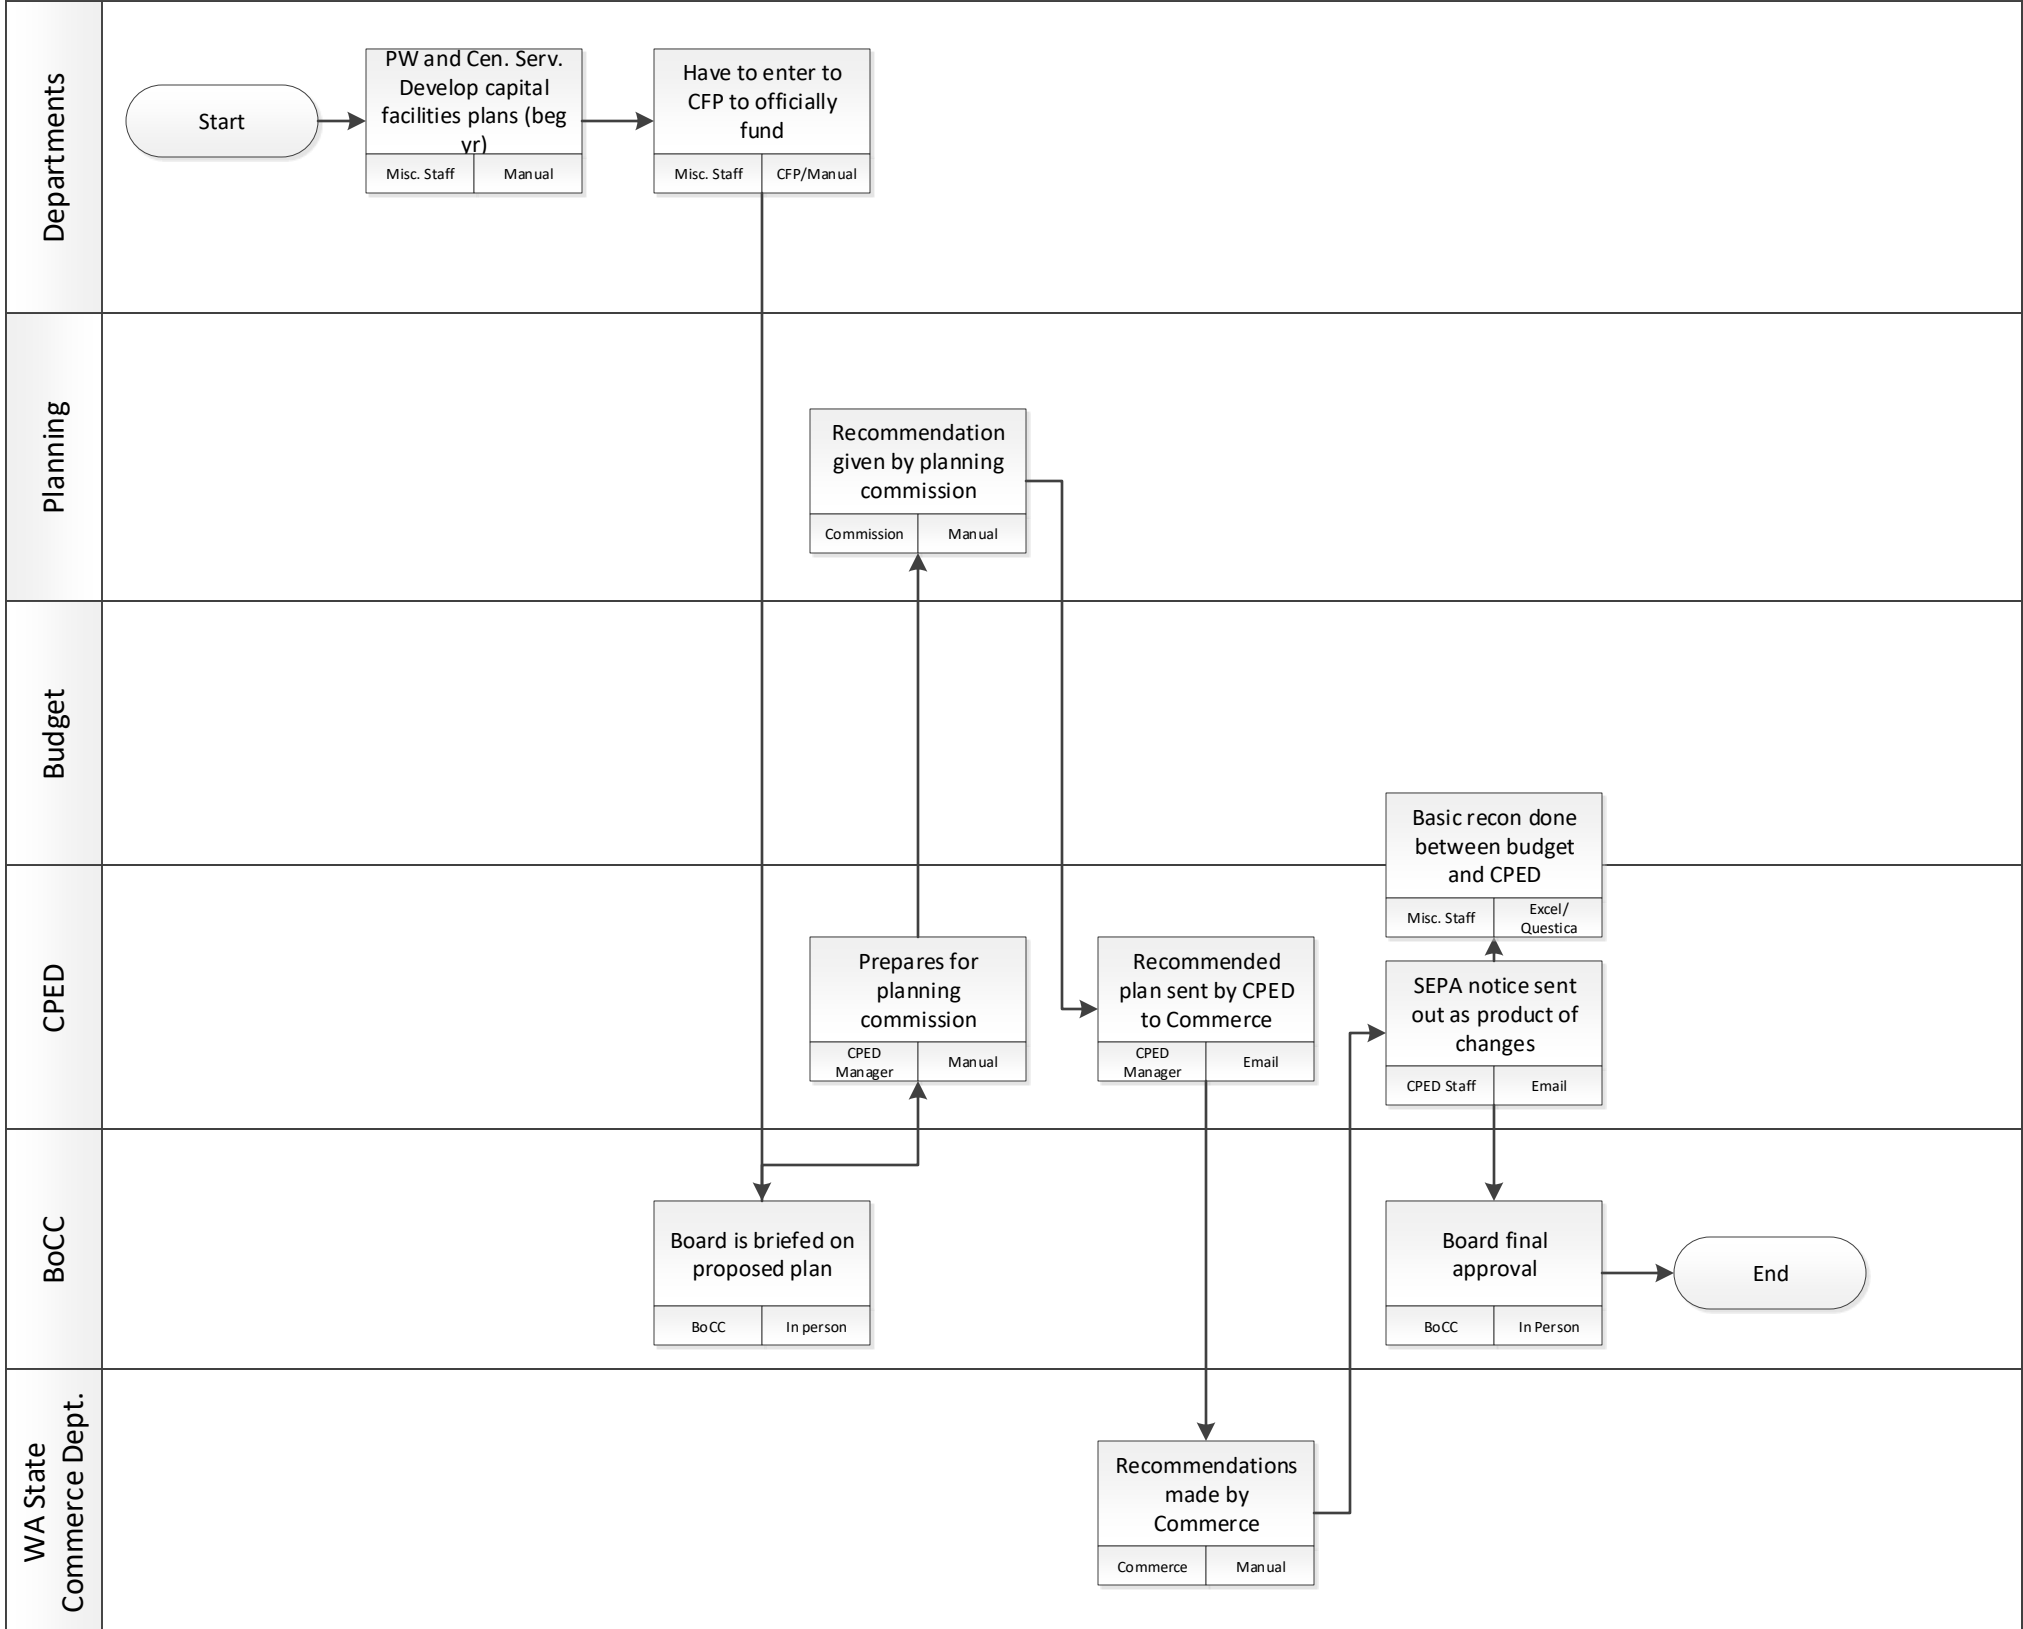 Departments
Start
PW and Cen. Serv.
Develop capital
facilities plans (beg
yr)
Misc. Staff
Manual
Have to enter to
CFP to officially
fund
Misc. Staff
CFP/Manual
Planning
Recommendation
given by planning
commission
Commission
Manual
Budget
Basic recon done
between budget
and CPED
Misc. Staff
Excel/
Questica
CPED
Prepares for
planning
commission
CPED
Manager
Manual
Recommended
plan sent by CPED
to Commerce
CPED
Manager
Email
SEPA notice sent
out as product of
changes
CPED Staff
Email
BoCC
Board is briefed on
proposed plan
BoCC
In person
Board final
approval
BoCC
In Person
End
WA State
Commerce Dept.
Recommendations
made by
Commerce
Commerce
Manual